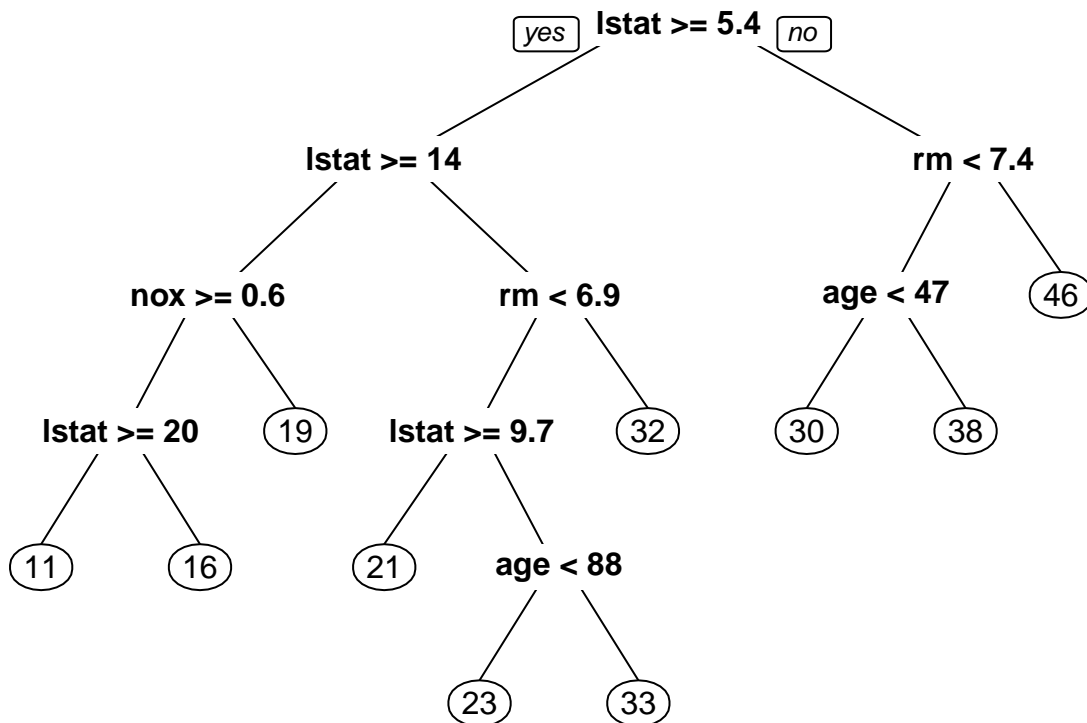 yes lstat >= 5.4 no
lstat >= 14 rm < 7.4
nox >= 0.6 rm < 6.9 age < 47 46
lstat >= 20 19 lstat >= 9.7 32 30 38
11 16 21 age < 88
23 33